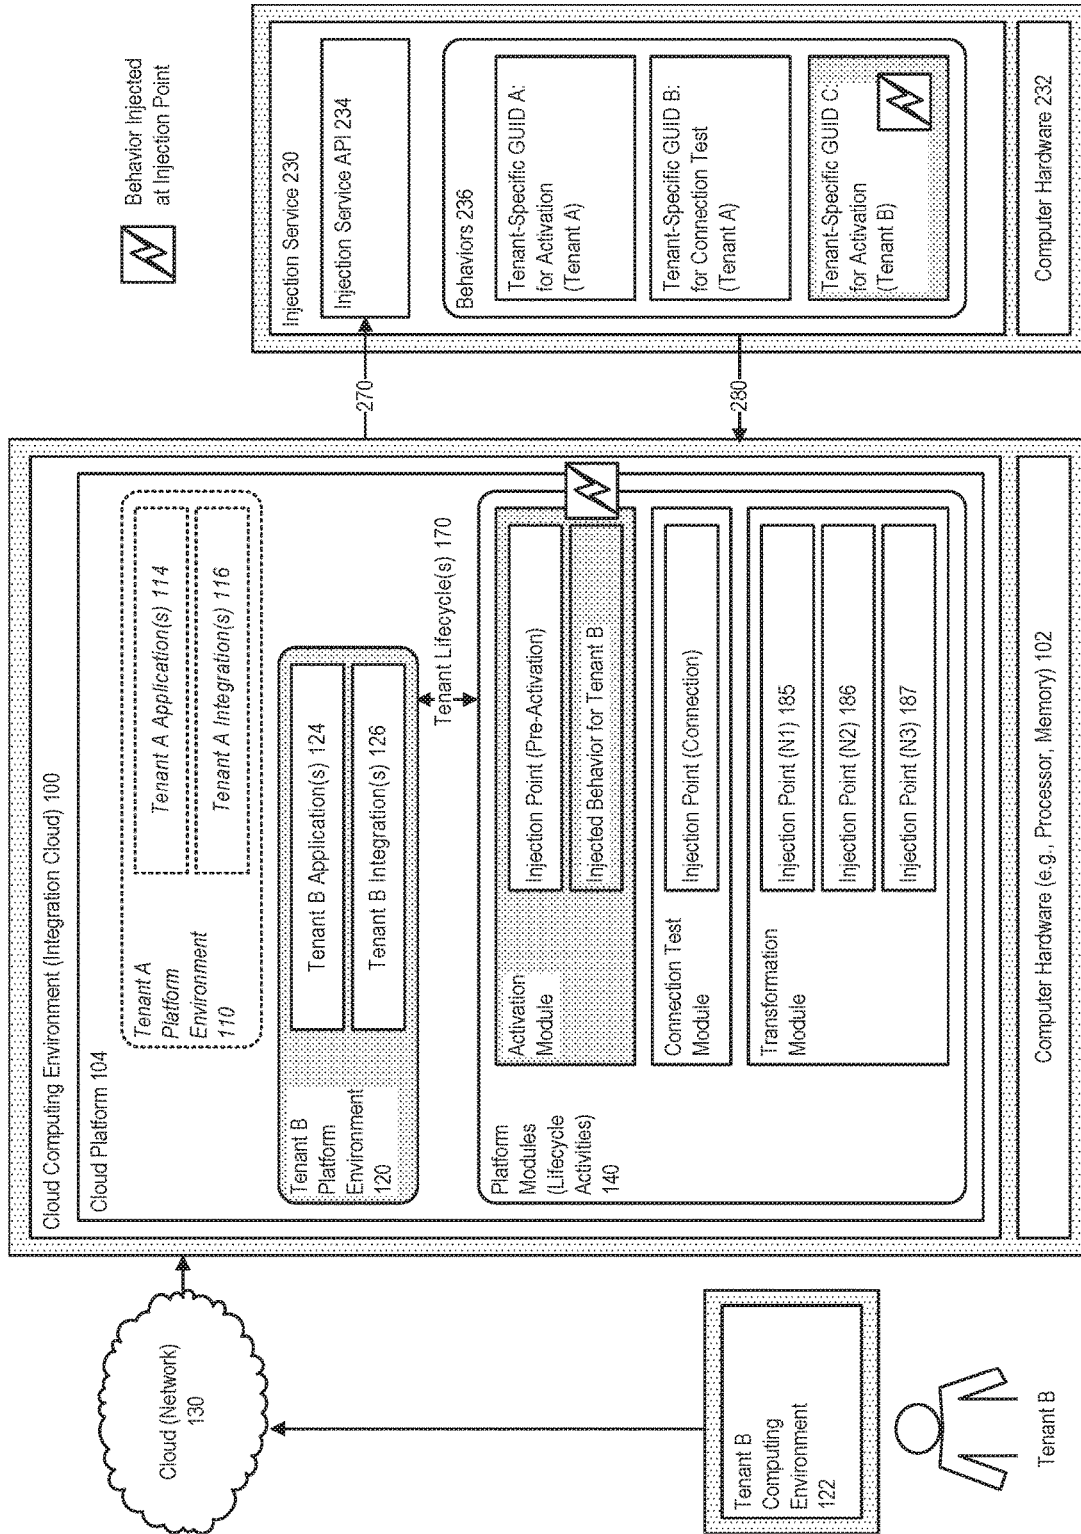 Cloud (Network)
130
Tenant B
Computing
Environment
122
Tenant B
Cloud Computing Environment (Integration Cloud) 100
Cloud Platform 104
Tenant A
Platform
Environment
110
Tenant A Application(s) 114
Tenant A Integration(s) 116
Tenant B
Platform
Environment
120
Tenant B Application(s) 124
Tenant B Integration(s) 126
Tenant Lifecycle(s) 170
Platform
Modules
(Lifecycle
Activities)
140
Activation
Module
Injection Point (Pre-Activation)
Injected Behavior for Tenant B
Connection Test
Module
Injection Point (Connection)
Transformation
Module
Injection Point (N1) 185
Injection Point (N2) 186
Injection Point (N3) 187
Computer Hardware (e.g., Processor, Memory) 102
270
280
Behavior Injected
at Injection Point
Injection Service 230
Injection Service API 234
Behaviors 236
Tenant-Specific GUID A:
for Activation
(Tenant A)
Tenant-Specific GUID B:
for Connection Test
(Tenant A)
Tenant-Specific GUID C:
for Activation
(Tenant B)
Computer Hardware 232